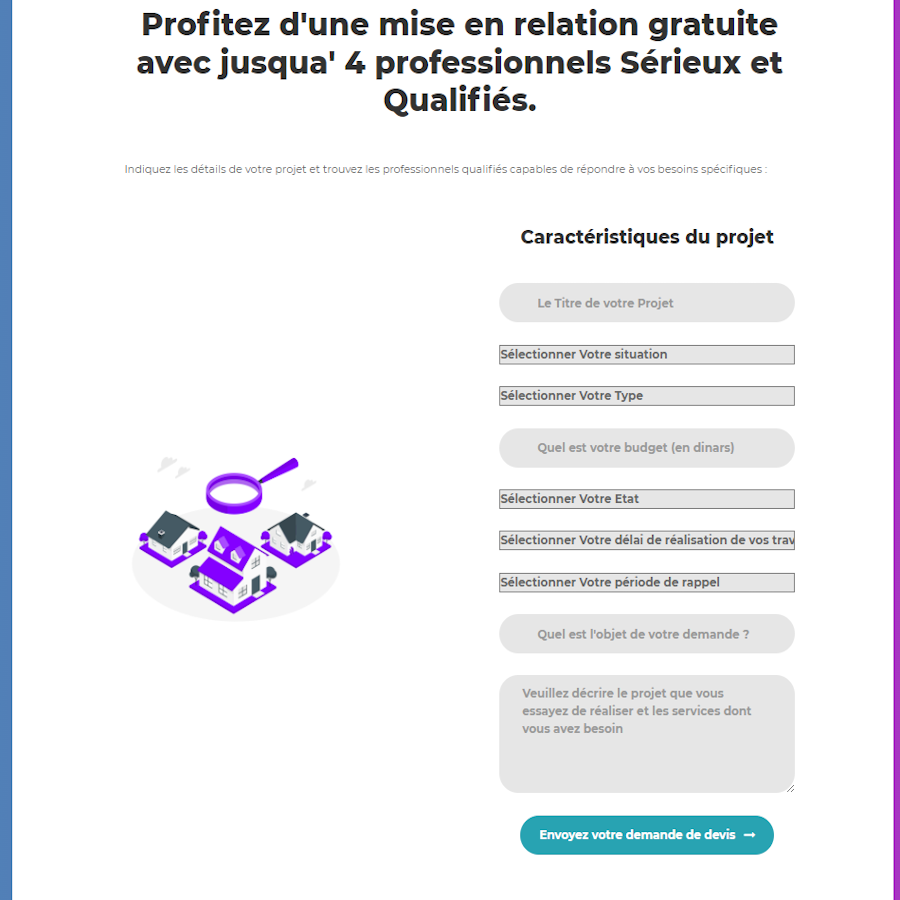 Profitez d'une mise en relation gratuite
avec jusqua' 4 professionnels Sérieux et
Qualifiés.
Indiquez les détails de votre projet et trouvez les professionnels qualifiés capables de répondre à vos besoins spécifiques :
Caractéristiques du projet
Le Titre de votre Projet
Sélectionner Votre situation
Sélectionner Votre Type
Quel est votre budget (en dinars)
Sélectionner Votre Etat
Sélectionner Votre délai de réalisation de vos trav
Sélectionner Votre période de rappel
Quel est l'objet de votre demande ?
Veuillez décrire le projet que vous
essayez de réaliser et les services dont
vous avez besoin
Envoyez votre demande de devis →